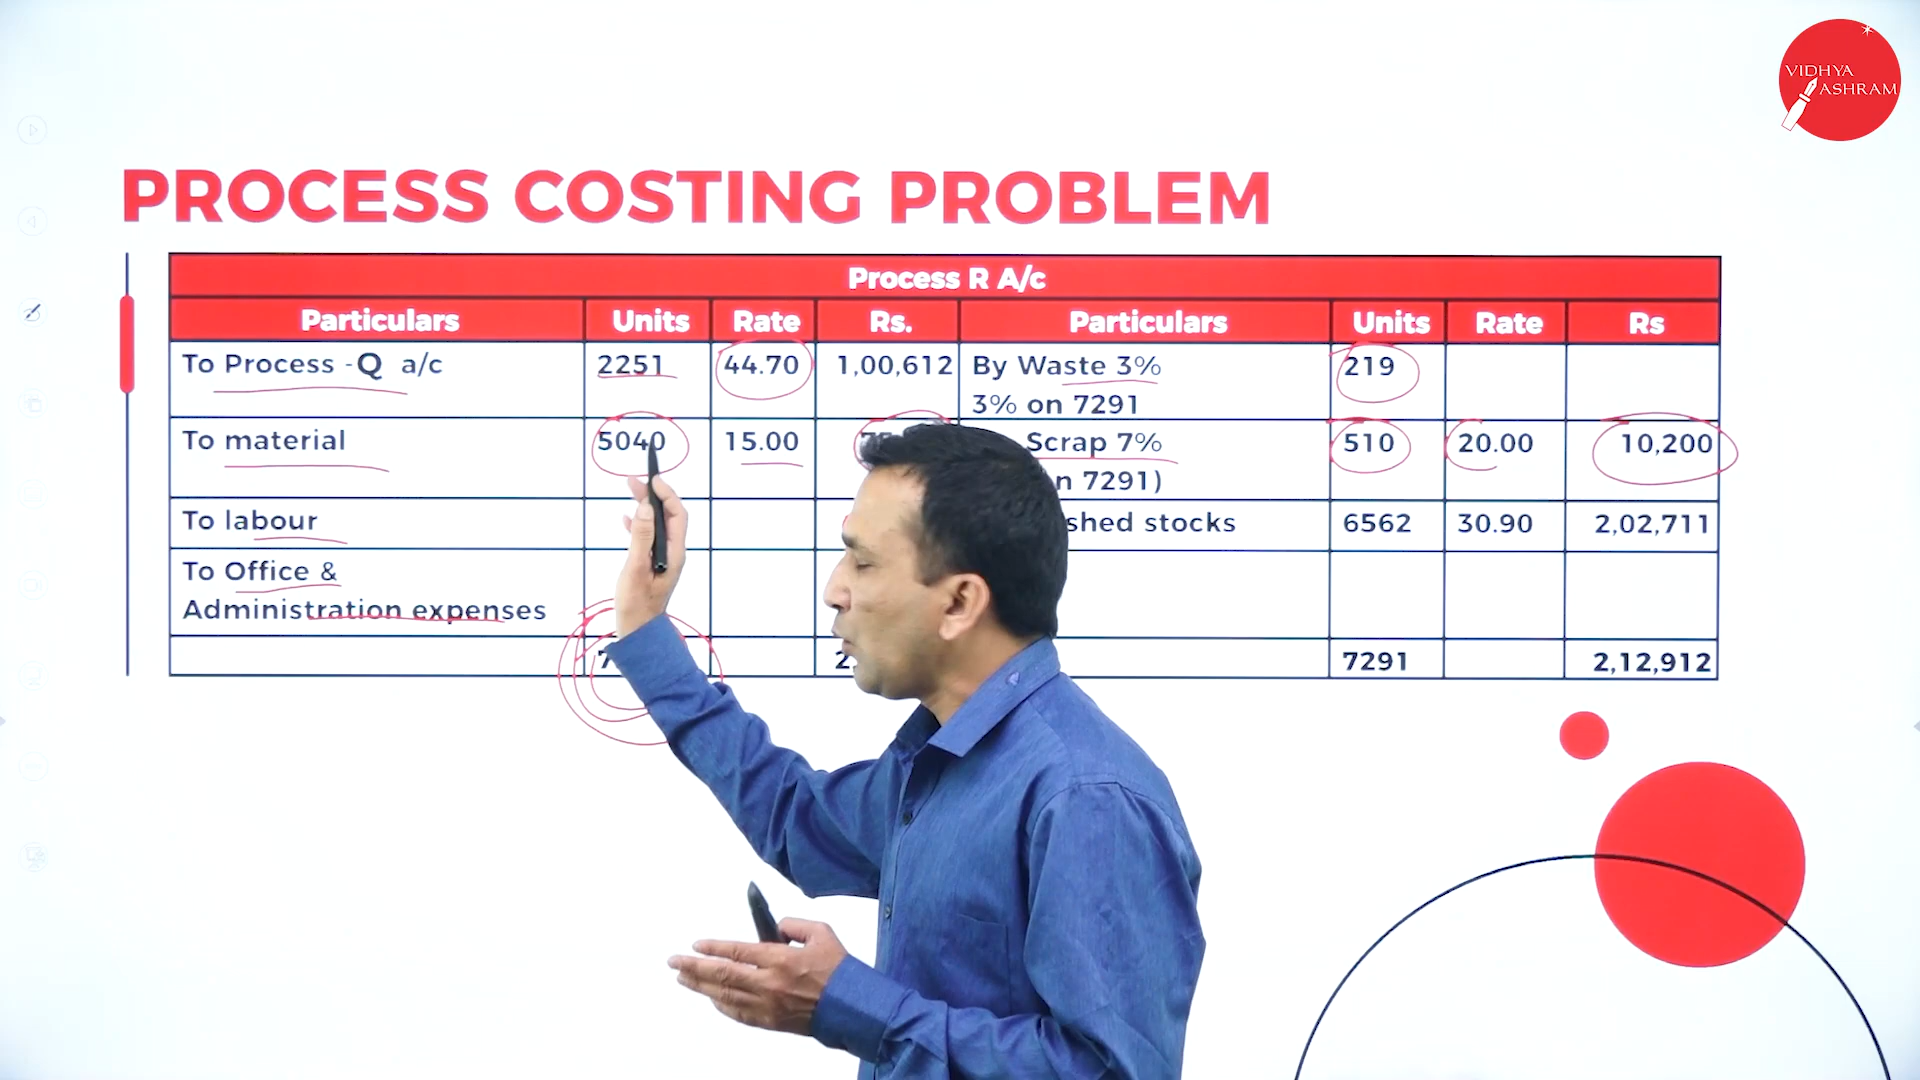 VIDHYA
ASHRAM
PROCESS COSTING PROBLEM
Process R A/c
Particulars Units Rate Rs. Particulars Units Rate Rs
To Process -Q a/c 2251 44.70 1,00,612 By Waste 3% 219
3% on 7291
To material 5040 15.00 Scrap 7% 510 20.00 10,200
7291)
To labour stocks 6562 30.90 2,02,711
To Office &
Administration expenses
7291 2,12,912